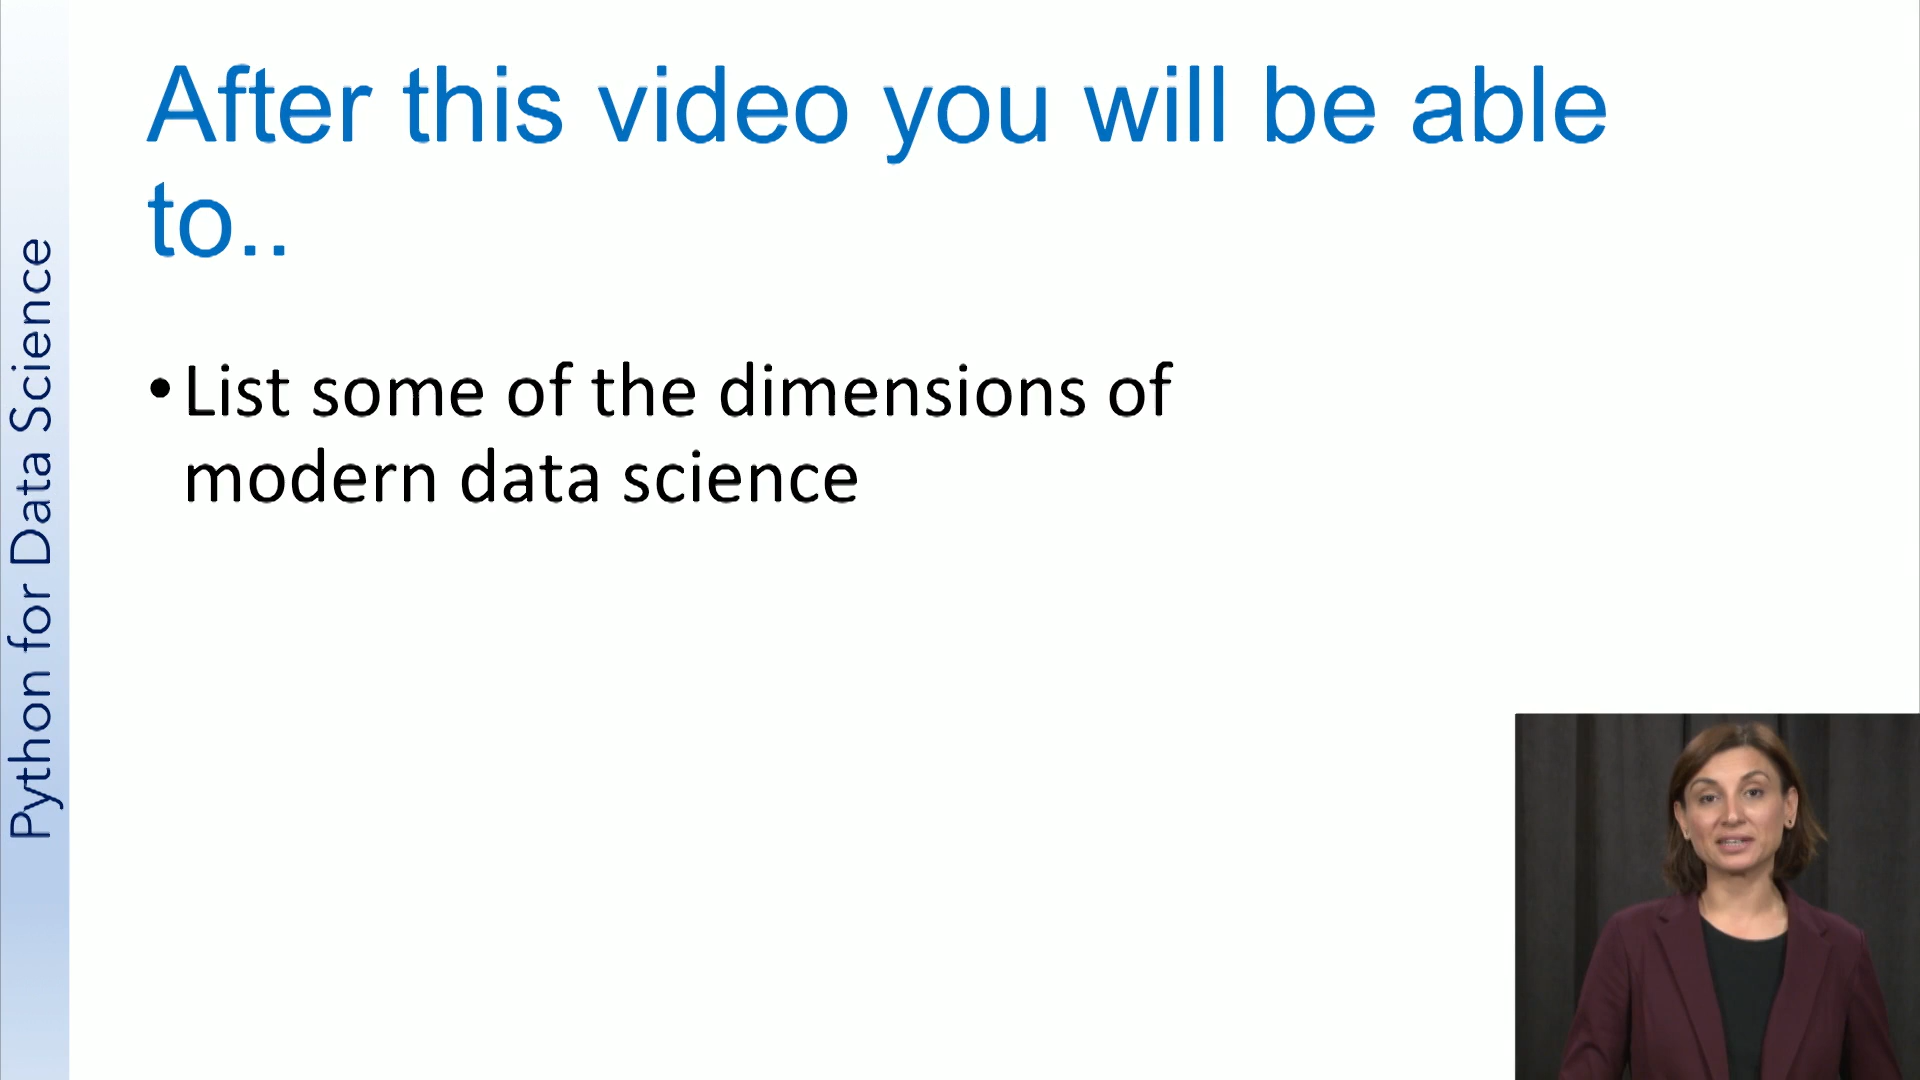 After this video you will be able
to..
• List some of the dimensions of
modern data science
Python for Data Science